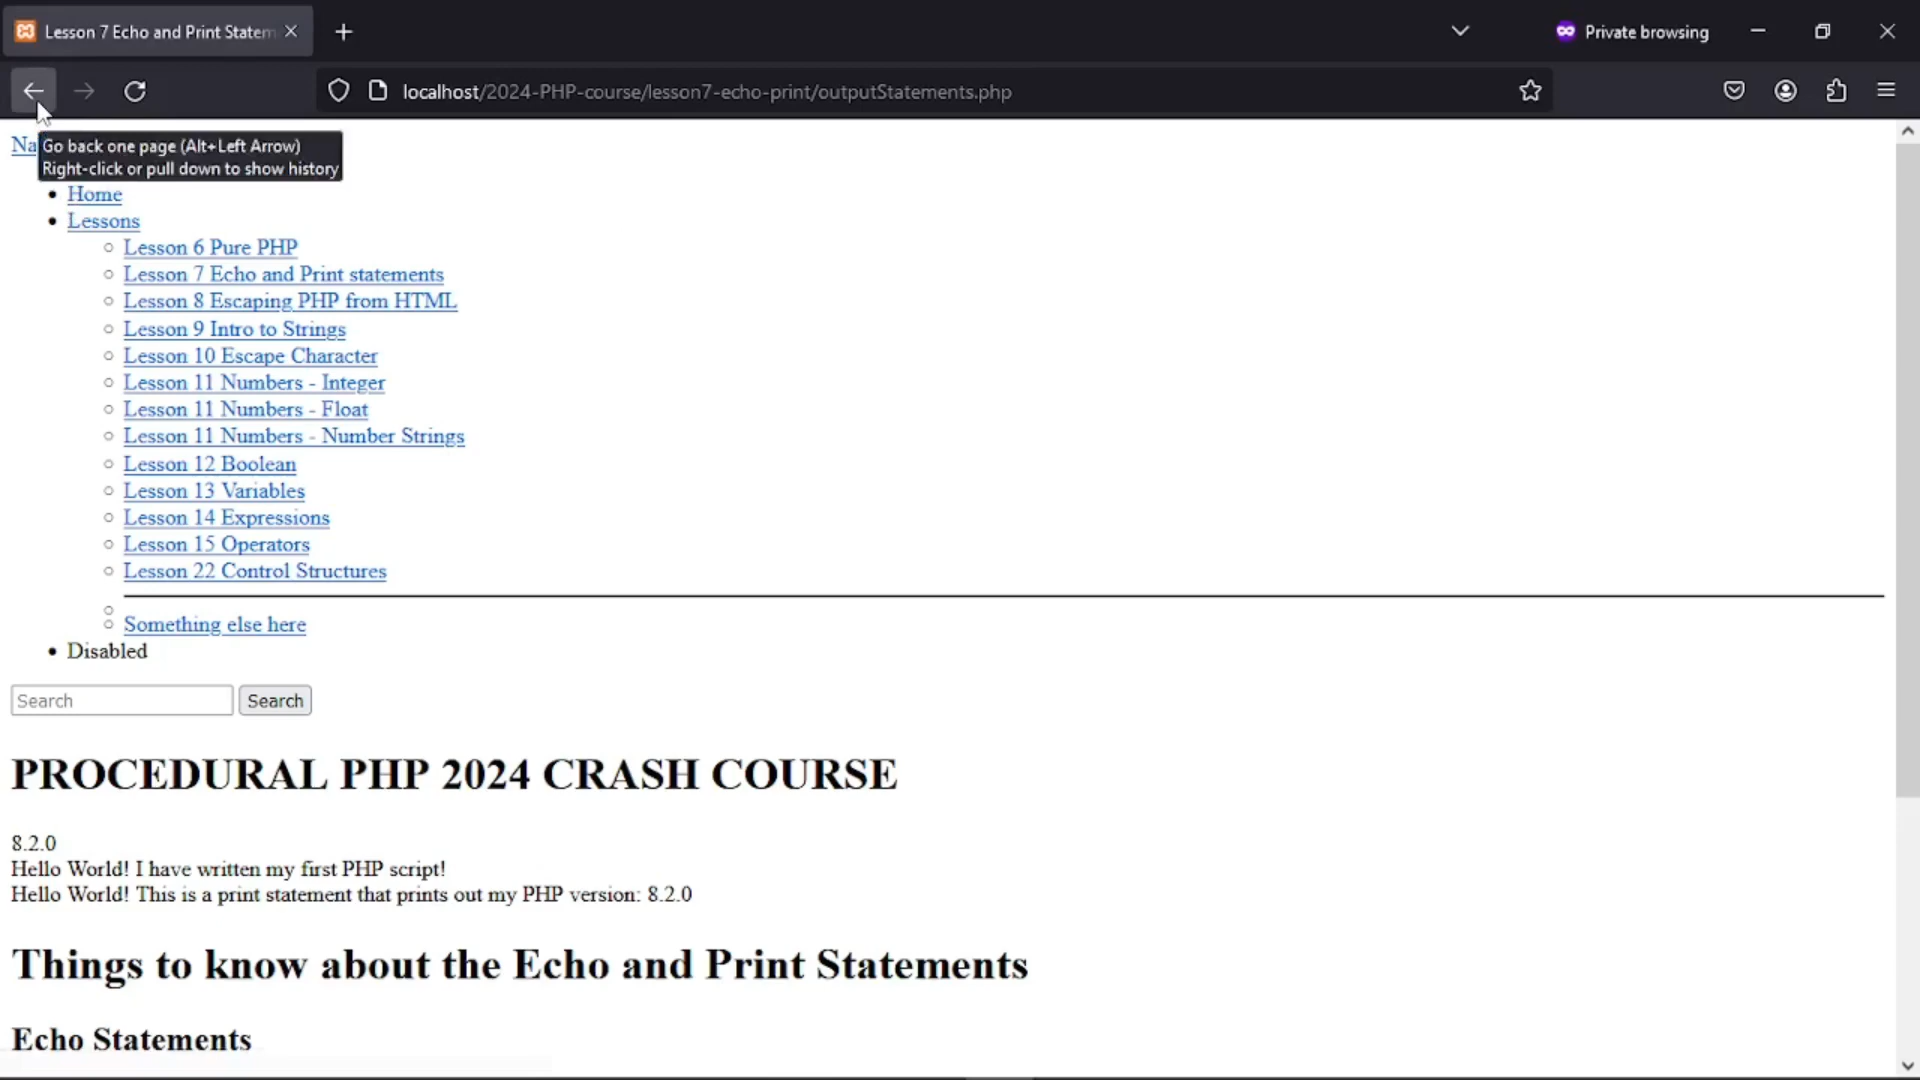 Lesson 7 Echo and Print Statem
Private browsing
localhost/2024-PHP-course/lesson7-echo-print/outputStatements.php
Na
Go back one page (Alt+Left Arrow)
Right-click or pull down to show history
Home
Lessons
Lesson 6 Pure PHP
Lesson 7 Echo and Print statements
Lesson 8 Escaping PHP from HTML
Lesson 9 Intro to Strings
Lesson 10 Escape Character
Lesson 11 Numbers - Integer
Lesson 11 Numbers - Float
Lesson 11 Numbers - Number Strings
Lesson 12 Boolean
Lesson 13 Variables
Lesson 14 Expressions
Lesson 15 Operators
Lesson 22 Control Structures
Something else here
Disabled
Search Search
PROCEDURAL PHP 2024 CRASH COURSE
8.2.0
Hello World! I have written my first PHP script!
Hello World! This is a print statement that prints out my PHP version: 8.2.0
Things to know about the Echo and Print Statements
Echo Statements